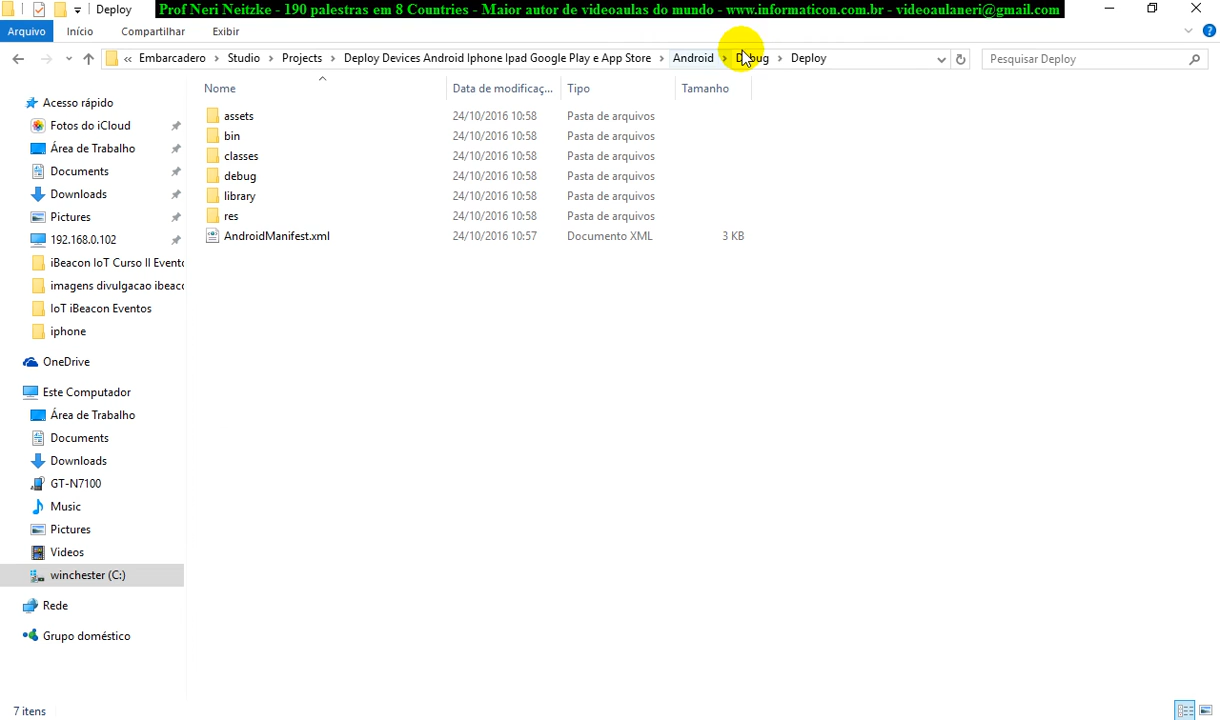 Deploy
Prof Neri Neitzke - 190 palestras em 8 Countries - Maior autor de videoaulas do mundo - www.informaticon.com.br - videoaulaneri@gmail.com
Arquivo Início Compartilhar Exibir
« Embarcadero › Studio › Projects › Deploy Devices Android Iphone Ipad Google Play e App Store › Android › Debug › Deploy
Pesquisar Deploy
Nome Data de modificaç... Tipo Tamanho
assets 24/10/2016 10:58 Pasta de arquivos
bin 24/10/2016 10:58 Pasta de arquivos
classes 24/10/2016 10:58 Pasta de arquivos
debug 24/10/2016 10:58 Pasta de arquivos
library 24/10/2016 10:58 Pasta de arquivos
res 24/10/2016 10:58 Pasta de arquivos
AndroidManifest.xml 24/10/2016 10:57 Documento XML 3 KB
Acesso rápido
Fotos do iCloud
Área de Trabalho
Documents
Downloads
Pictures
192.168.0.102
iBeacon IoT Curso II Evento
imagens divulgacao ibeaco
IoT iBeacon Eventos
iphone
OneDrive
Este Computador
Área de Trabalho
Documents
Downloads
GT-N7100
Music
Pictures
Videos
winchester (C:)
Rede
Grupo doméstico
7 itens